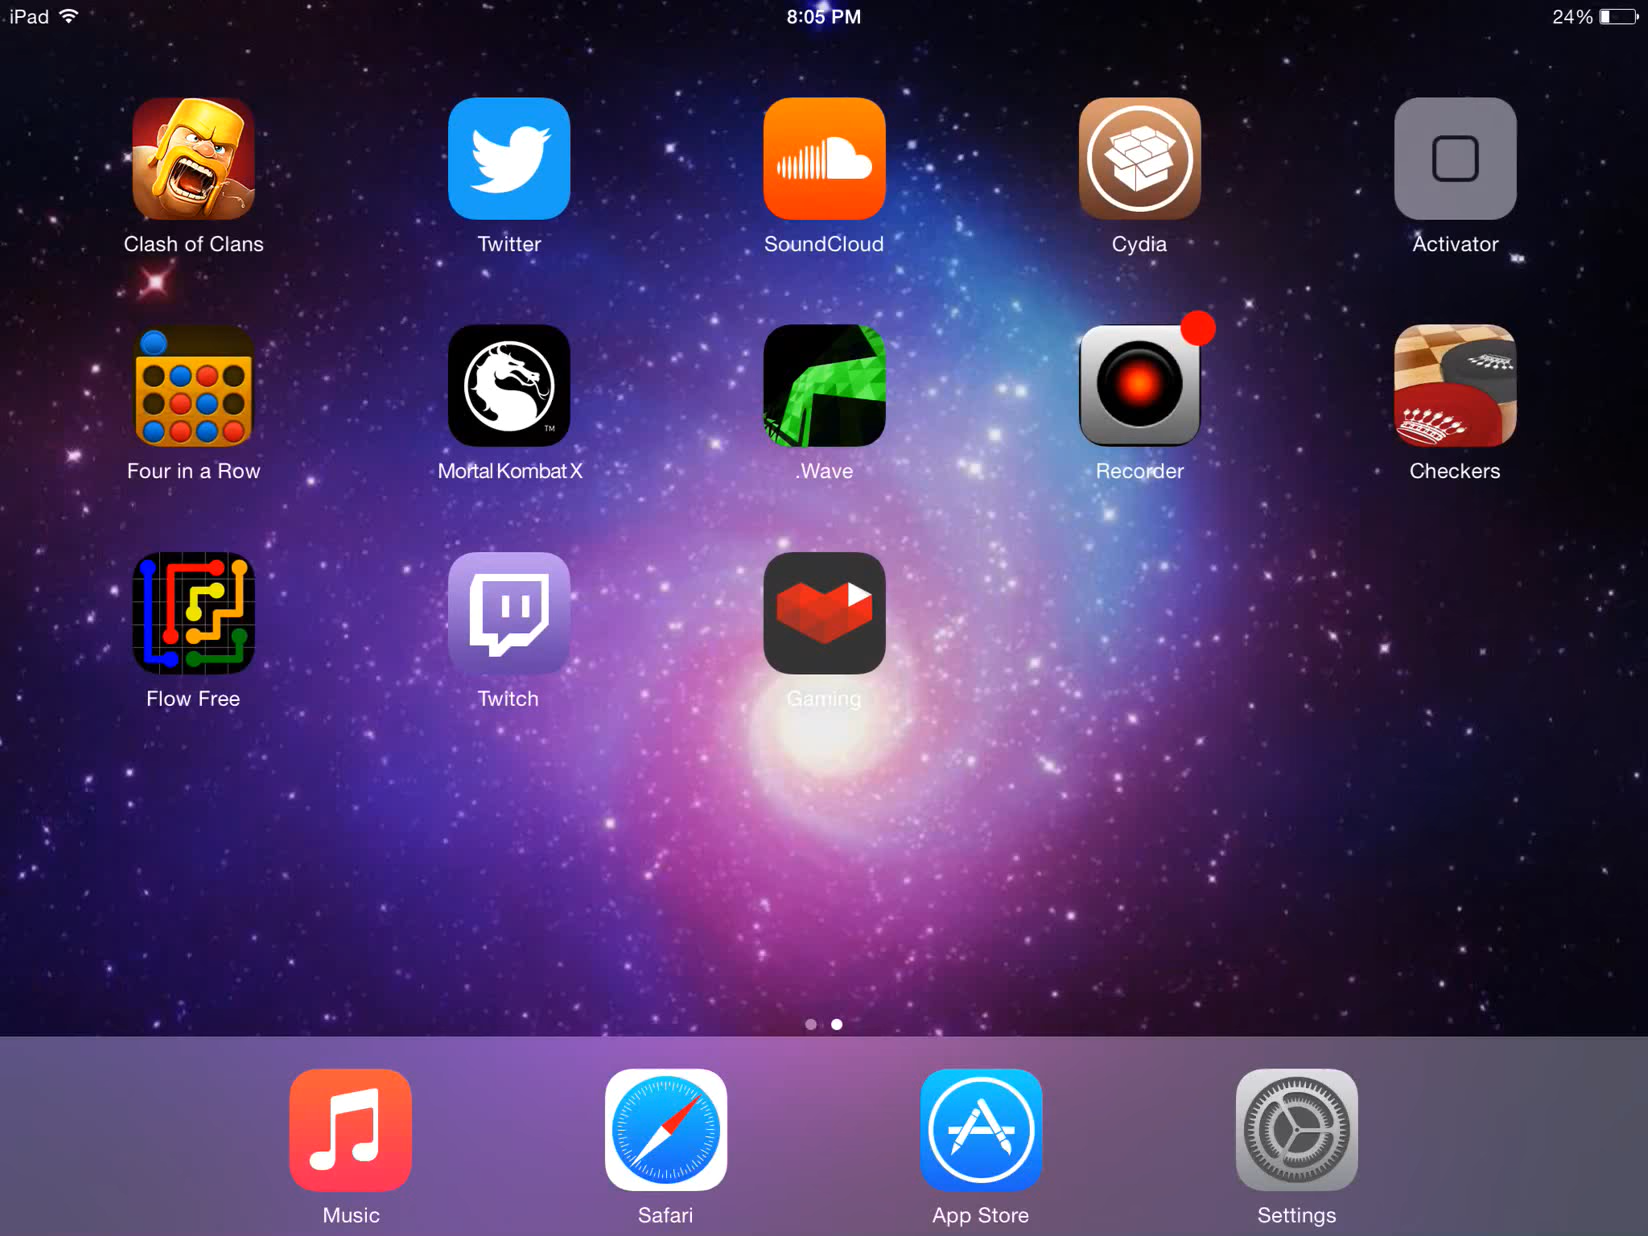 iPad 8:05 PM 24%
Clash of Clans Twitter SoundCloud Cydia Activator
Four in a Row Mortal Kombat X .Wave Recorder Checkers
TM
Flow Free Twitch Gaming
Music Safari App Store Settings